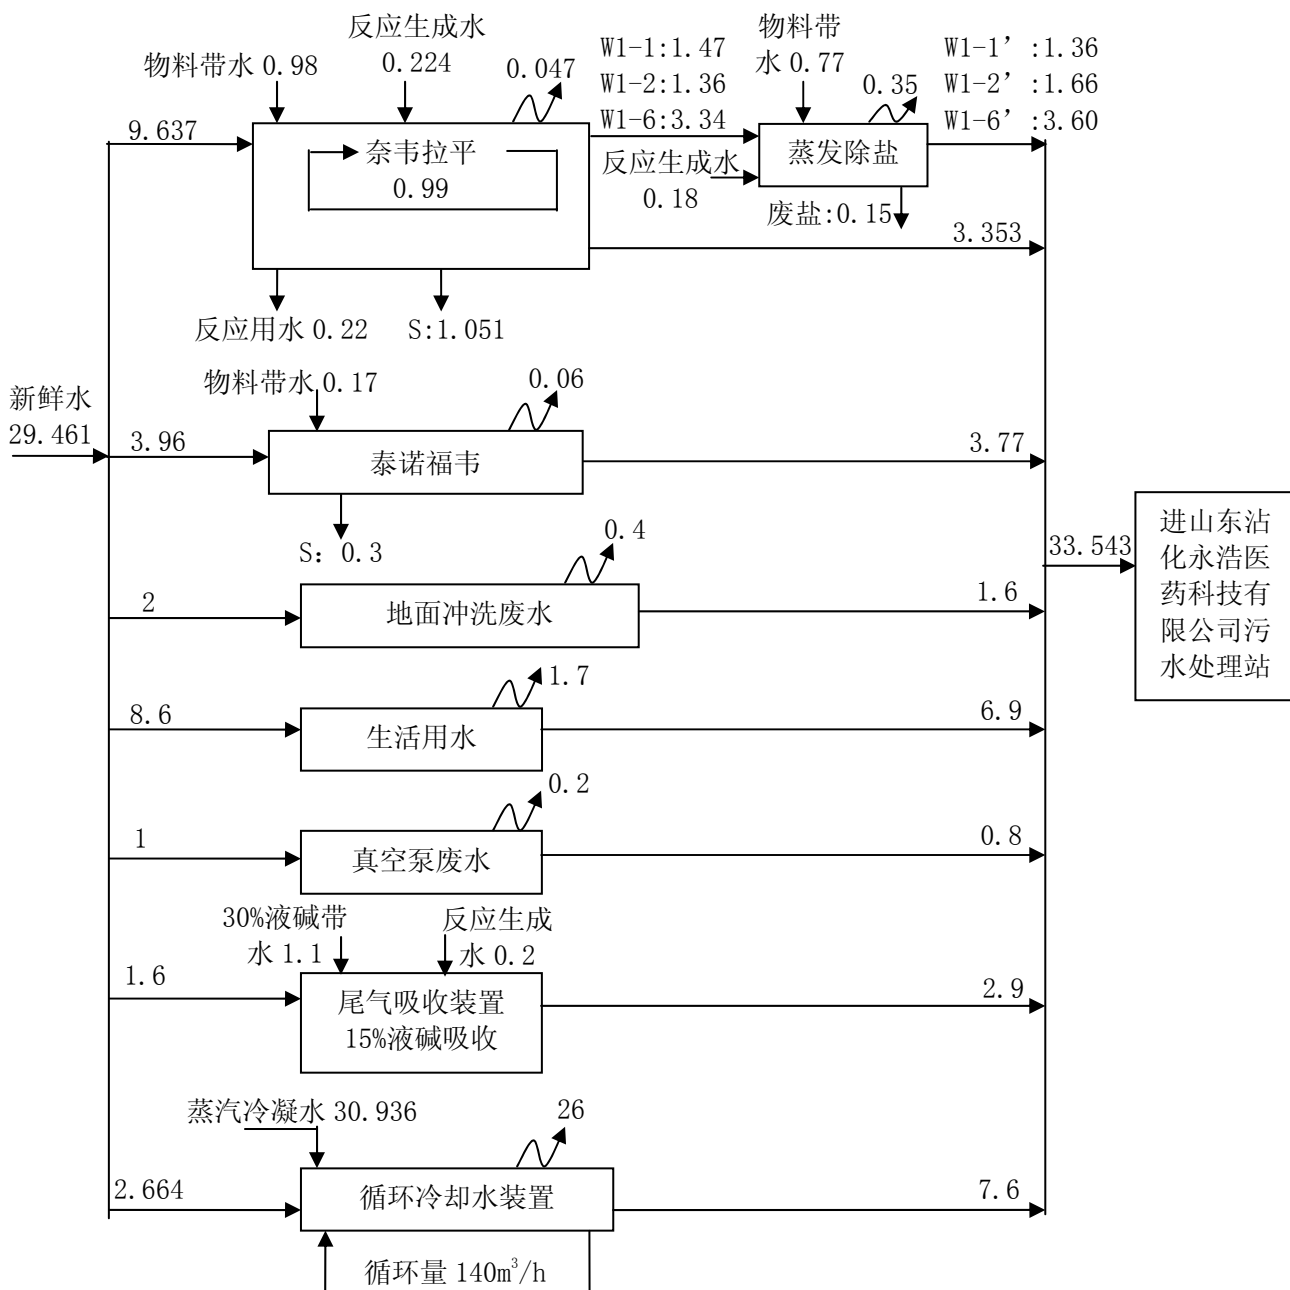 反应生成水
0.224
物料带水 0.98
0.047
W1-1:1.47
W1-2:1.36
W1-6:3.34
物料带
水 0.77
0.35
W1-1’:1.36
W1-2’:1.66
W1-6’:3.60
9.637
奈韦拉平
0.99
反应生成水
0.18
蒸发除盐
废盐:0.15
3.353
反应用水 0.22
S:1.051
新鲜水
29.461
物料带水 0.17
0.06
3.96
泰诺福韦
3.77
S: 0.3
0.4
2
地面冲洗废水
1.6
33.543
进山东沾
化永浩医
药科技有
限公司污
水处理站
1.7
8.6
生活用水
6.9
0.2
1
真空泵废水
0.8
30%液碱带
水 1.1
反应生成
水 0.2
1.6
尾气吸收装置
15%液碱吸收
2.9
蒸汽冷凝水 30.936
26
2.664
循环冷却水装置
7.6
循环量 140m³/h